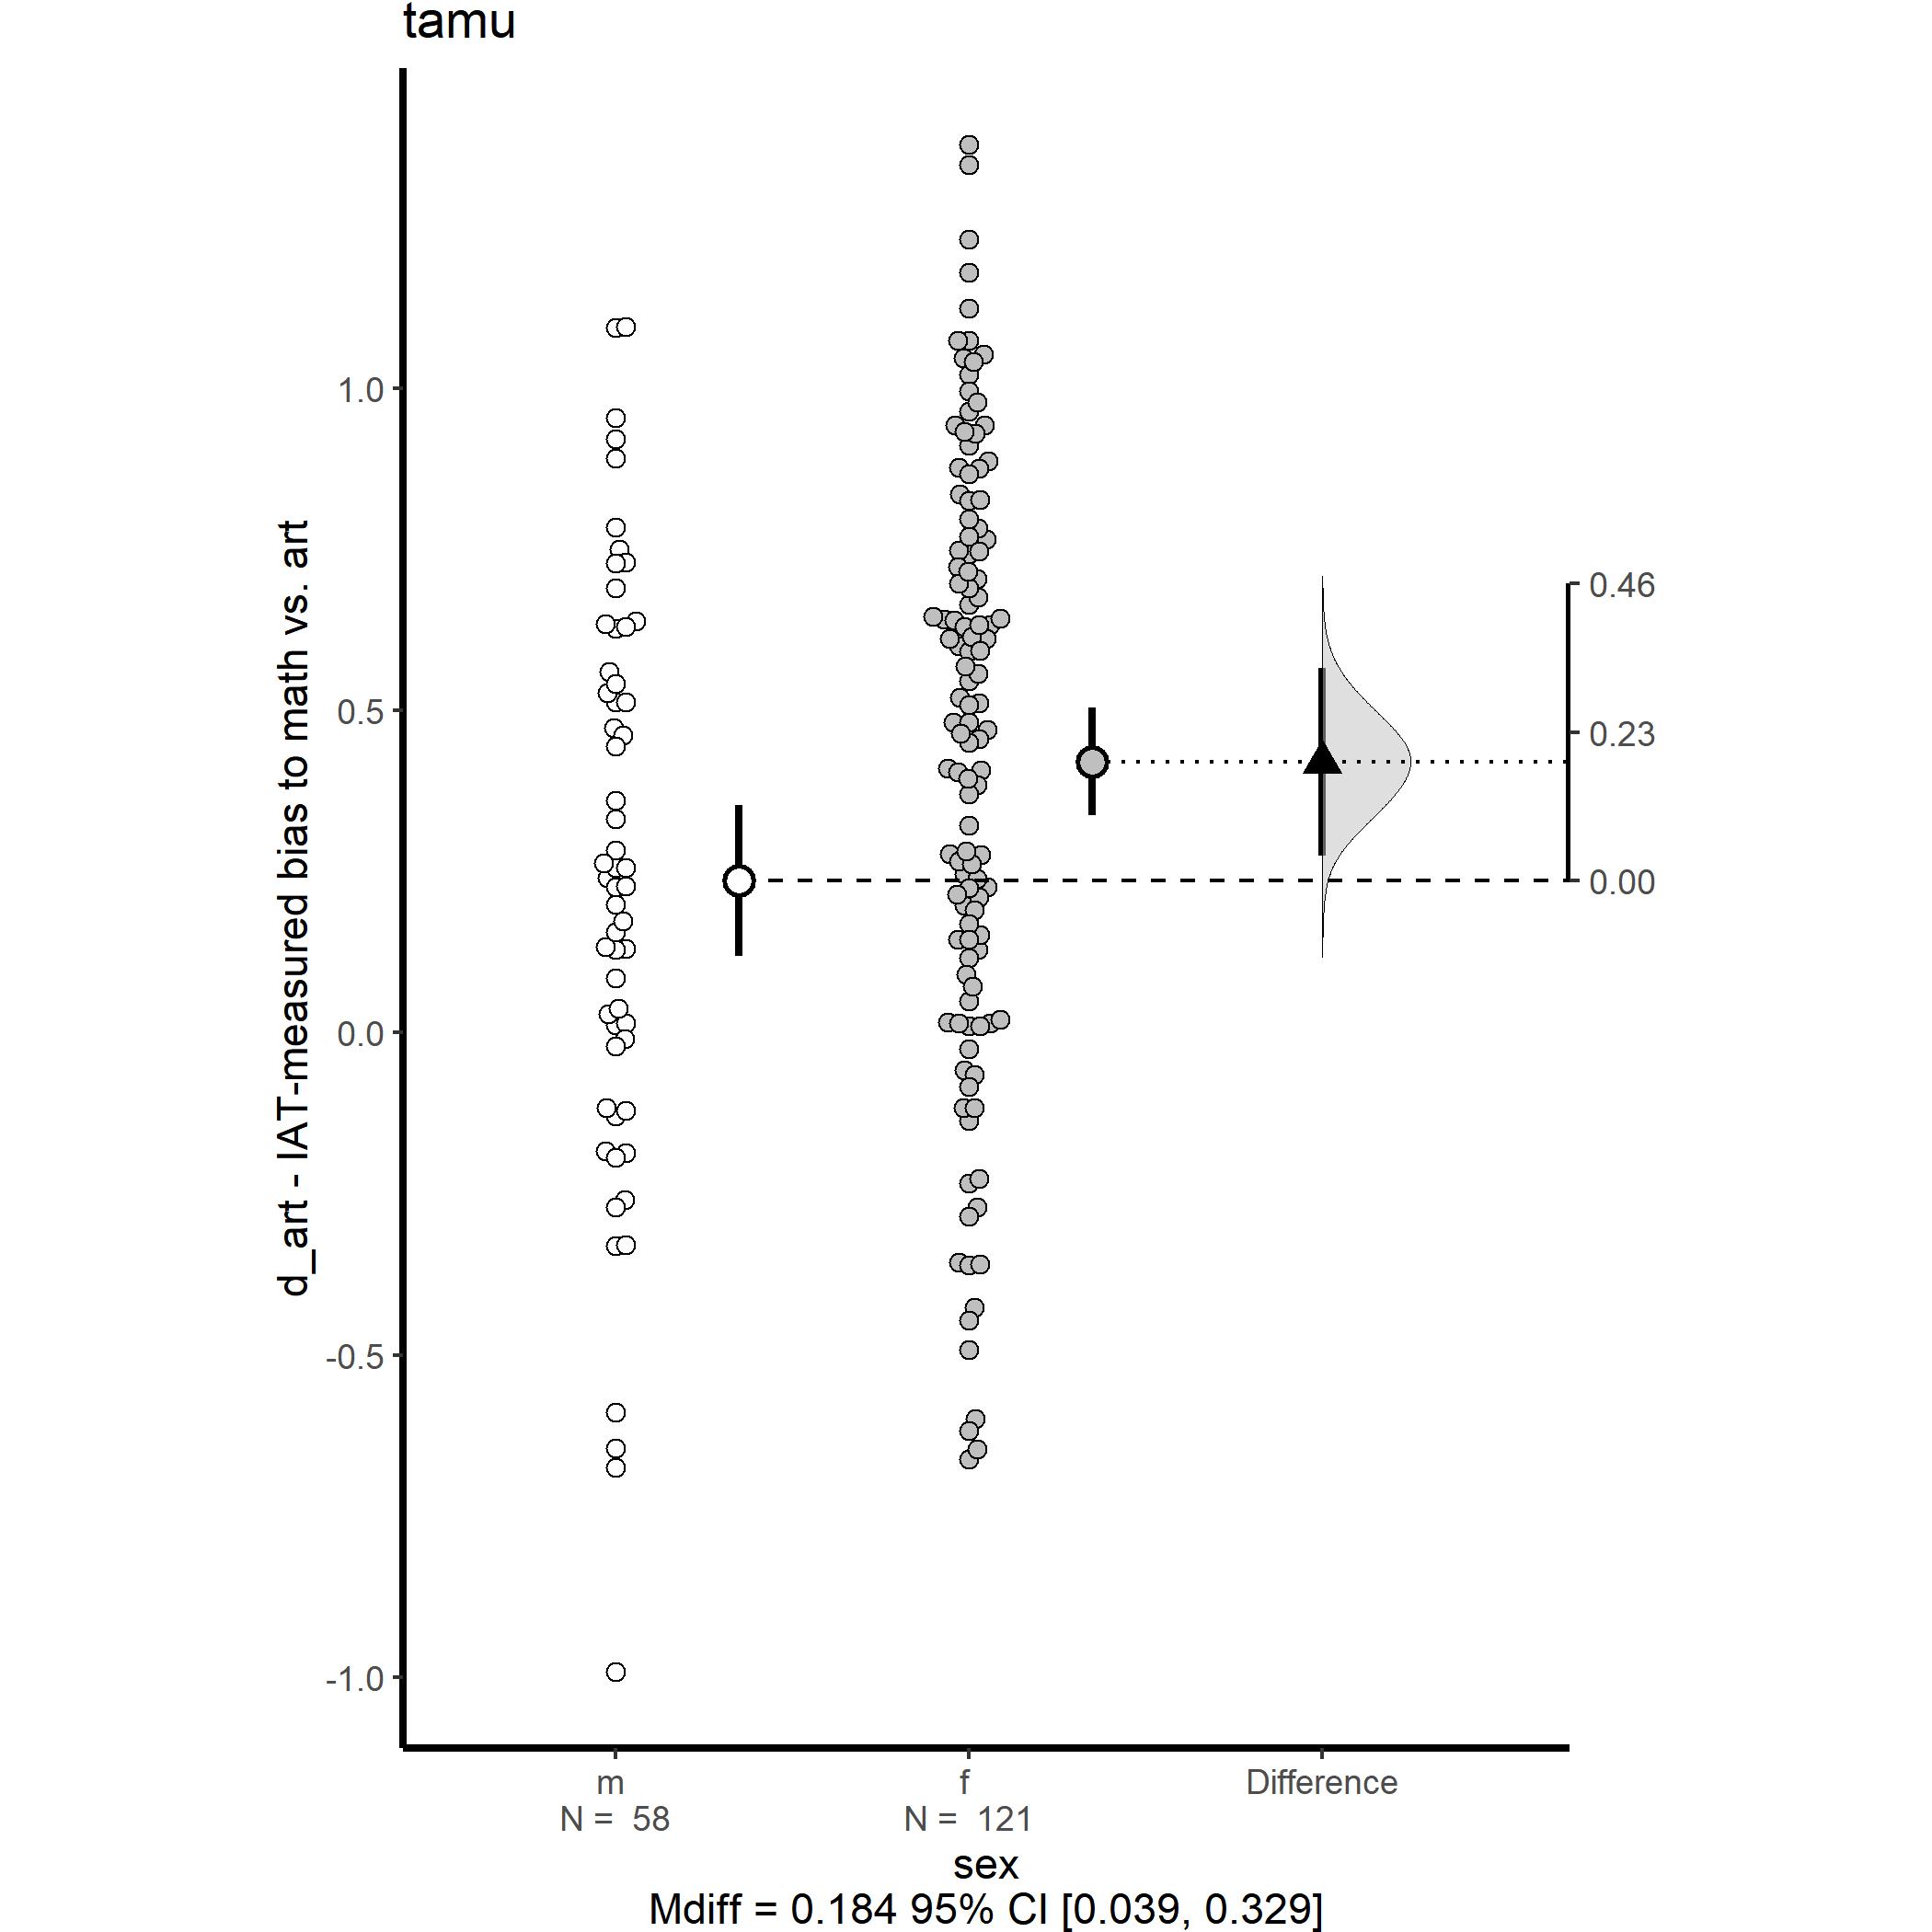 tamu
d_art - IAT-measured bias to math vs. art
1.0
0.5
0.0
-0.5
-1.0
0.46
0.23
0.00
m
N = 58
f
N = 121
Difference
sex
Mdiff = 0.184 95% CI [0.039, 0.329]